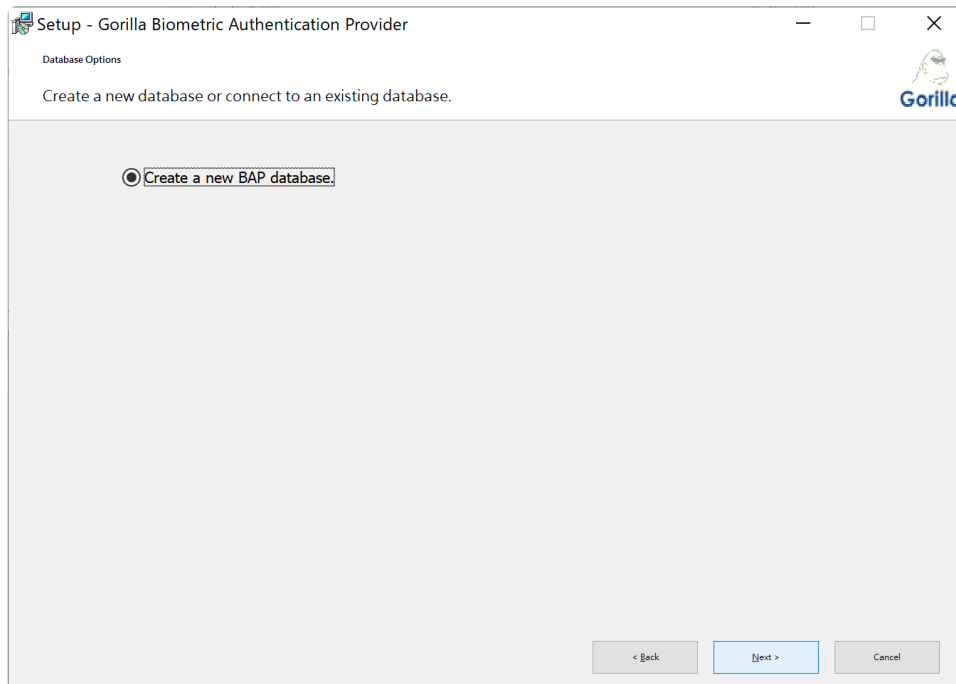 Setup - Gorilla Biometric Authentication Provider
Database Options
Create a new database or connect to an existing database.
Gorilla
Create a new BAP database.
< Back
Next >
Cancel